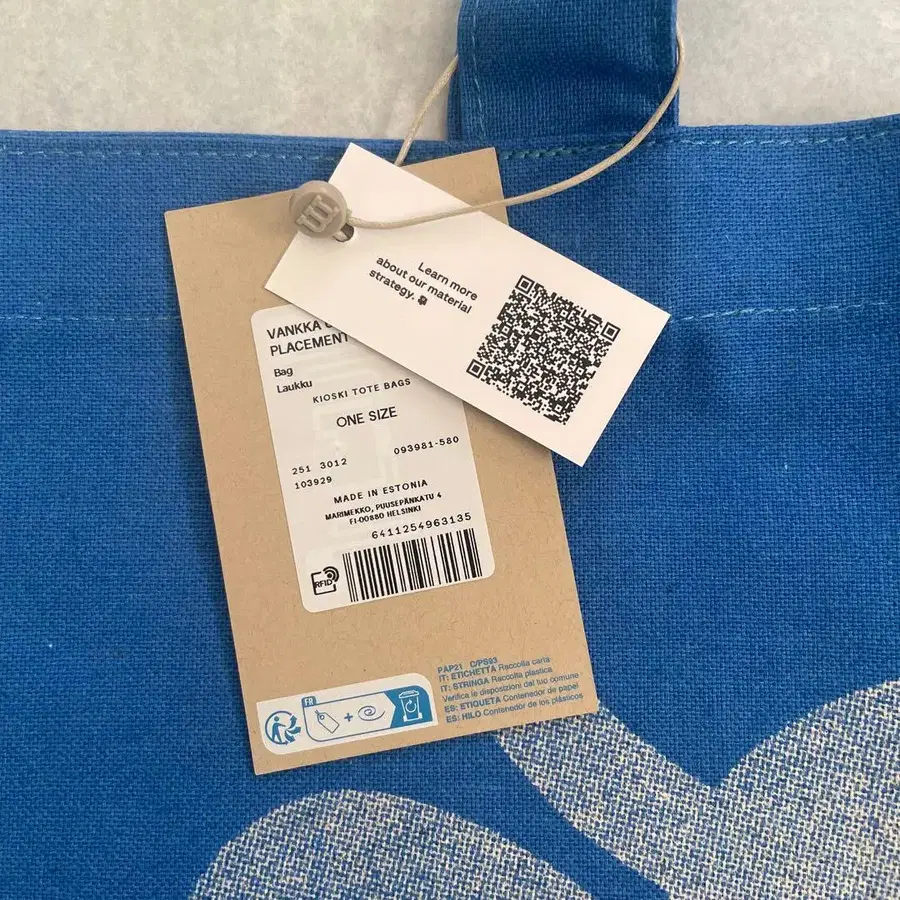 Learn more
about our material
strategy.
VANKKA
PLACEMENT
Bag
Laukku
KIOSKI TOTE BAGS
ONE SIZE
251 3012
093981-580
103929
MADE IN ESTONIA
MARIMEKKO, PUUSEPÄNKATU 4
FI-00880 HELSINKI
6411254963135
RFID
PAP21 C/PS93
IT: ETICHETTA Raccolta carta
IT: STRINGA Raccolta plastica
Verifica le disposizioni del tuo comune
ES: ETIQUETA Contenedor de papel
ES: HILO Contenedor de los plásticos
FR
+